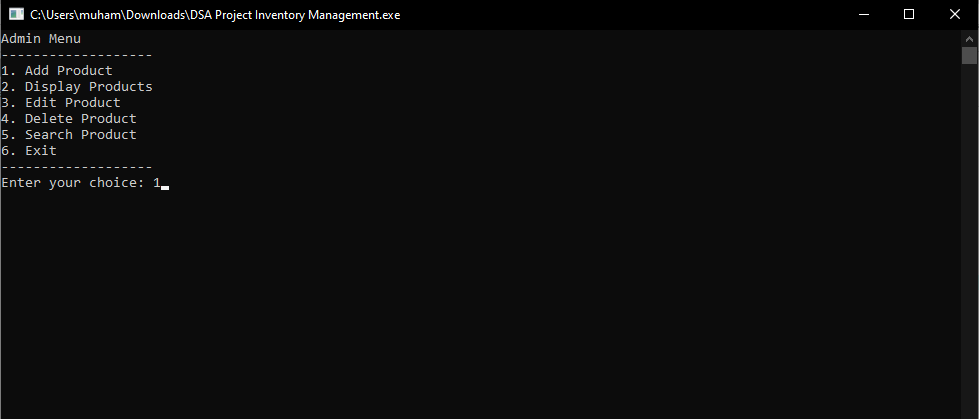 C:\Users\muham\Downloads\DSA Project Inventory Management.exe
Admin Menu
-------------------
1. Add Product
2. Display Products
3. Edit Product
4. Delete Product
5. Search Product
6. Exit
-------------------
Enter your choice: 1